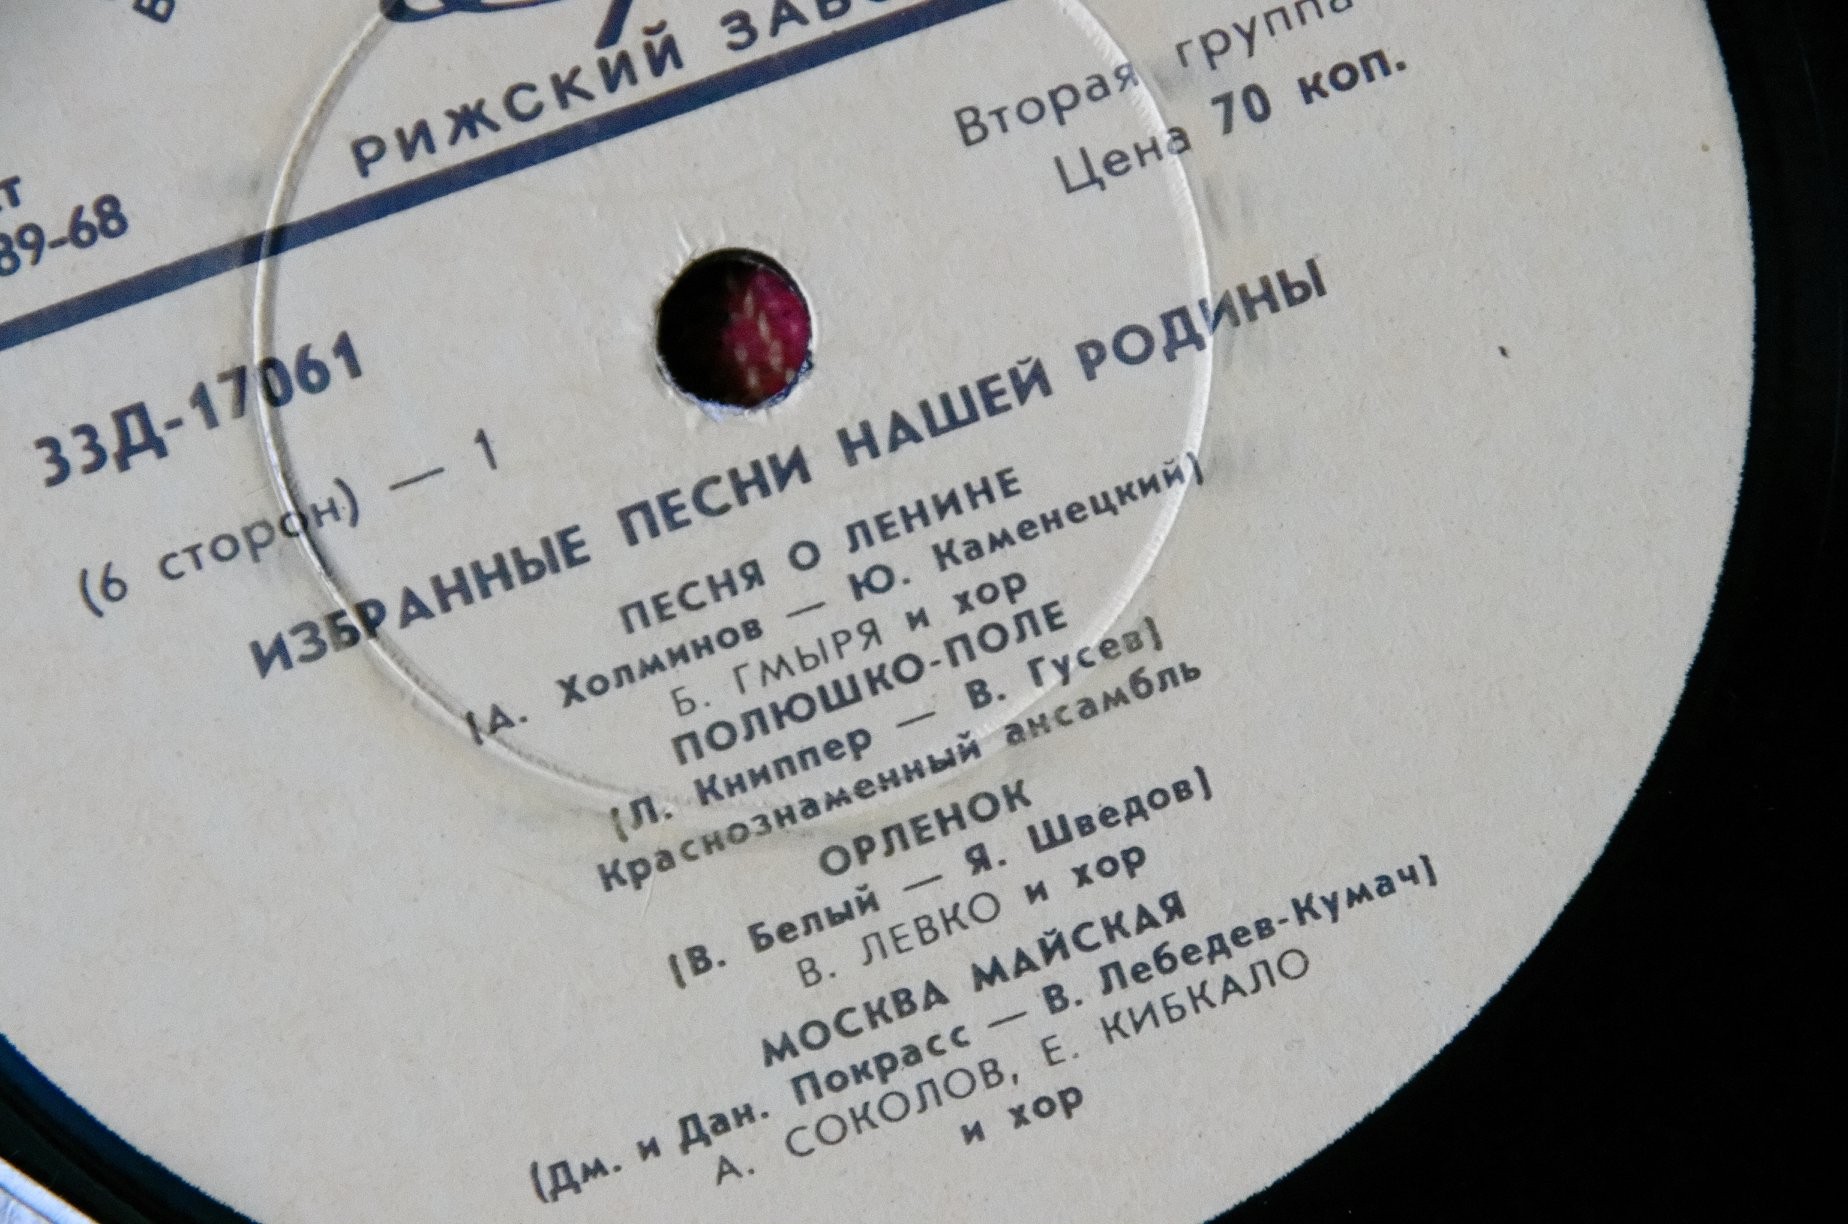 РИЖСКИЙ
Вторая группа
Цена 70 коп.
89-68
33Д-17061
(6 сторон) — 1
ИЗБРАННЫЕ ПЕСНИ НАШЕЙ РОДИНЫ
ПЕСНЯ О ЛЕНИНЕ
(А. Холминов — Ю. Каменецкий)
Б. ГМЫРЯ и хор
ПОЛЮШКО-ПОЛЕ
(Л. Книппер — В. Гусев)
Краснознаменный ансамбль
ОРЛЕНОК
(В. Белый — Я. Шведов)
В. ЛЕВКО и хор
МОСКВА МАЙСКАЯ
(Дм. и Дан. Покрасс — В. Лебедев-Кумач)
А. СОКОЛОВ, Е. КИБКАЛО
и хор